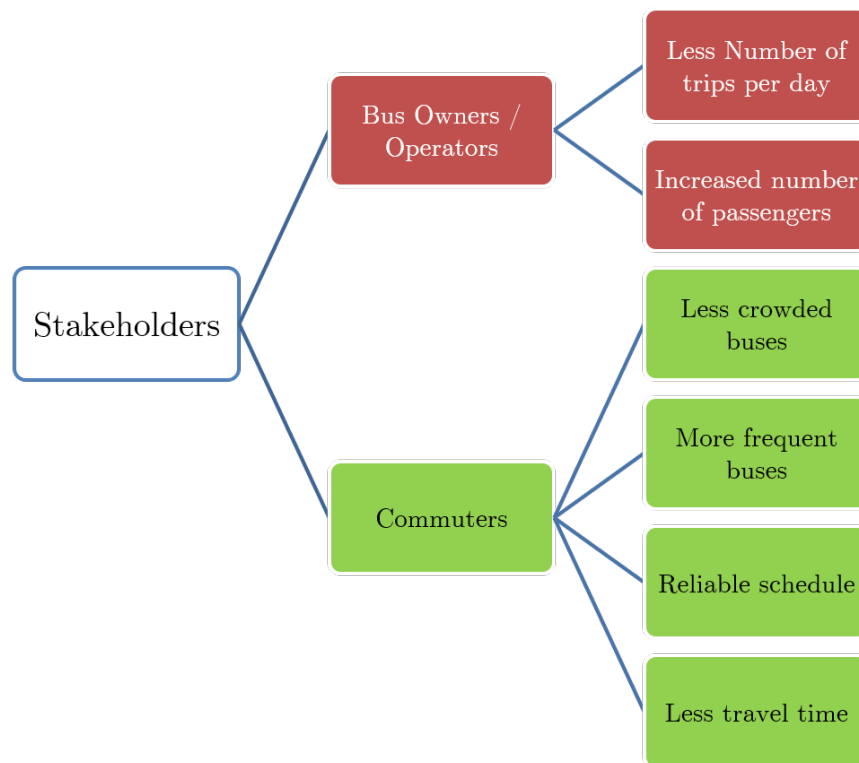 Stakeholders
Bus Owners /
Operators
Less Number of
trips per day
Increased number
of passengers
Commuters
Less crowded
buses
More frequent
buses
Reliable schedule
Less travel time